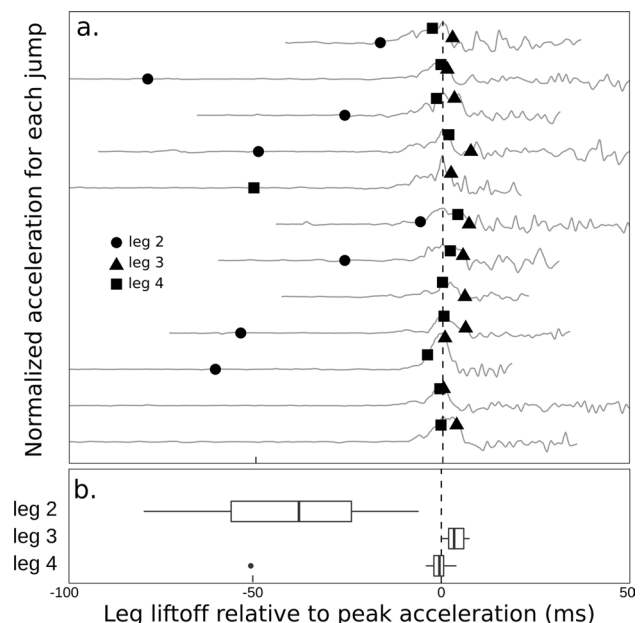 a.
Normalized acceleration for each jump
leg 2
leg 3
leg 4
b.
leg 2
leg 3
leg 4
-100 -50 0 50
Leg liftoff relative to peak acceleration (ms)